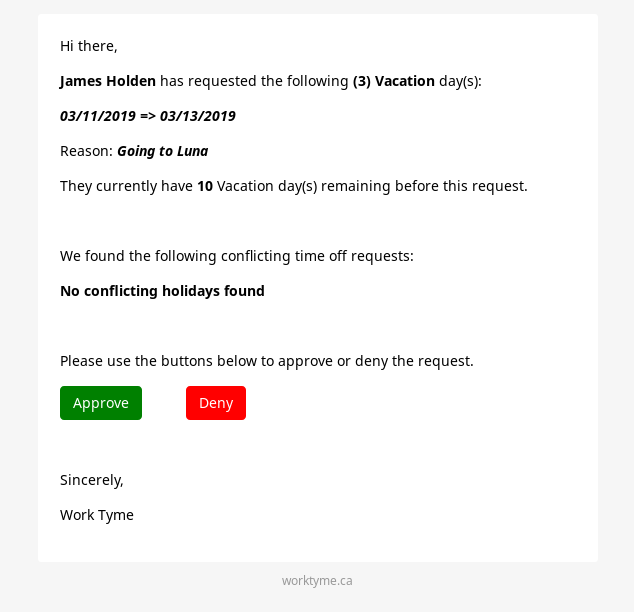 Hi there,
James Holden has requested the following (3) Vacation day(s):
03/11/2019 => 03/13/2019
Reason: Going to Luna
They currently have 10 Vacation day(s) remaining before this request.
We found the following conflicting time off requests:
No conflicting holidays found
Please use the buttons below to approve or deny the request.
Approve Deny
Sincerely,
Work Tyme
worktyme.ca